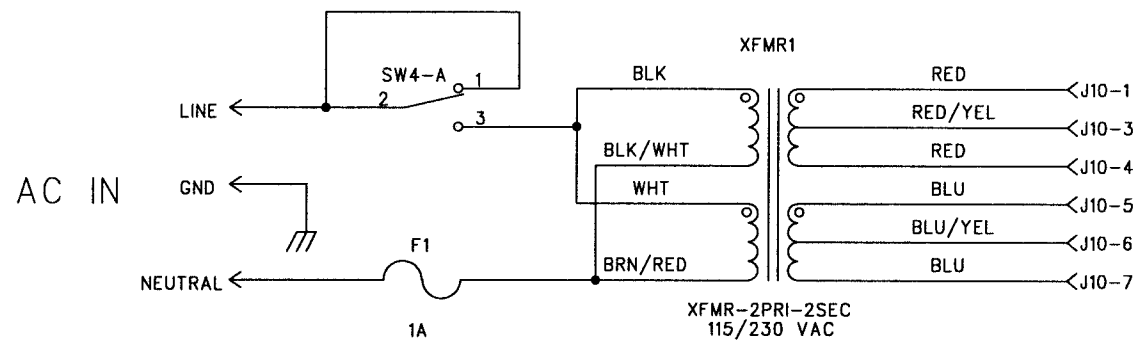 XFMR1
SW4-A
1
BLK
RED
2
J10-1
LINE
3
RED/YEL
J10-3
BLK/WHT
RED
J10-4
AC IN
GND
WHT
BLU
J10-5
F1
BLU/YEL
J10-6
NEUTRAL
BRN/RED
BLU
J10-7
1A
XFMR-2PRI-2SEC
115/230 VAC